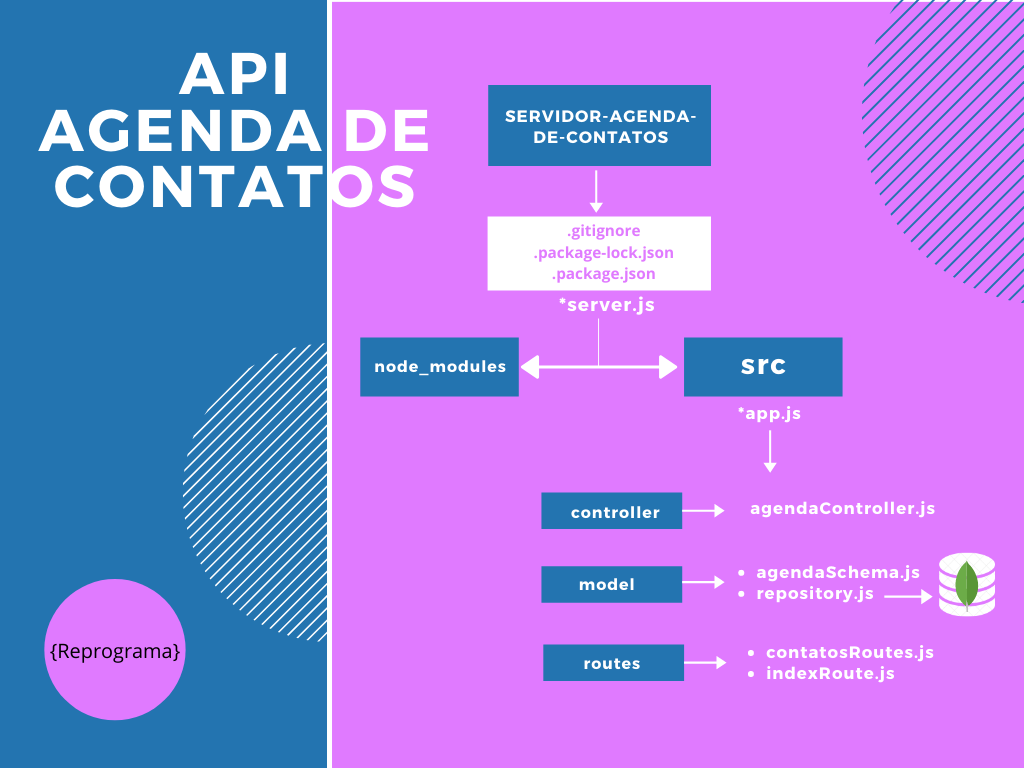 API
AGENDA DE
CONTATOS
SERVIDOR-AGENDA-
DE-CONTATOS
.gitignore
.package-lock.json
.package.json
*server.js
node_modules
src
*app.js
controller
agendaController.js
model
• agendaSchema.js
• repository.js
routes
• contatosRoutes.js
• indexRoute.js
{Reprograma}